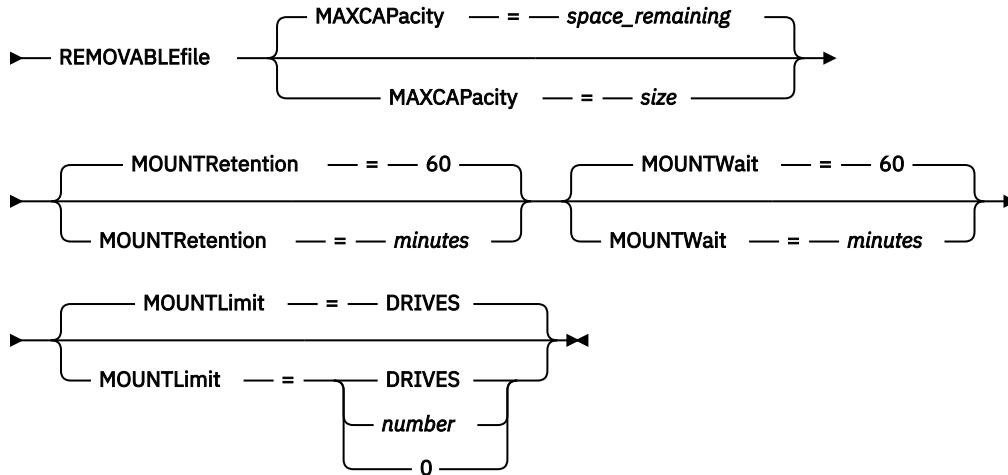 MAXCAPacity = space_remaining
REMOVABLEfile
MAXCAPacity = size
MOUNTRetention = 60 MOUNTWait = 60
MOUNTRetention = minutes MOUNTWait = minutes
MOUNTLimit = DRIVES
MOUNTLimit = DRIVES
number
0